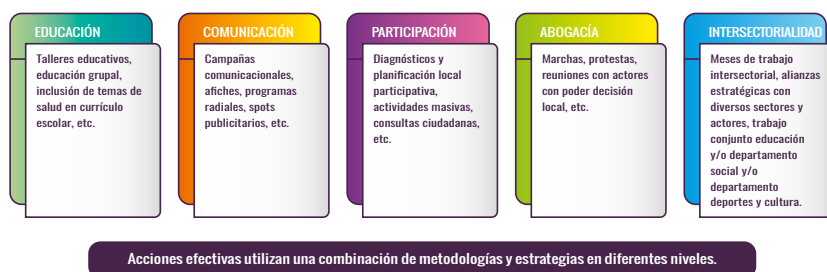 EDUCACIÓN
Talleres educativos,
educación grupal,
inclusión de temas de
salud en currículo
escolar, etc.
COMUNICACIÓN
Campañas
comunicacionales,
afiches, programas
radiales, spots
publicitarios, etc.
PARTICIPACIÓN
Diagnósticos y
planificación local
participativa,
actividades masivas,
consultas ciudadanas,
etc.
ABOGACÍA
Marchas, protestas,
reuniones con actores
con poder decisión
local, etc.
INTERSECTORIALIDAD
Meses de trabajo
intersectorial, alianzas
estratégicas con
diversos sectores y
actores, trabajo
conjunto educación
y/o departamento
social y/o
departamento
deportes y cultura.
Acciones efectivas utilizan una combinación de metodologías y estrategias en diferentes niveles.